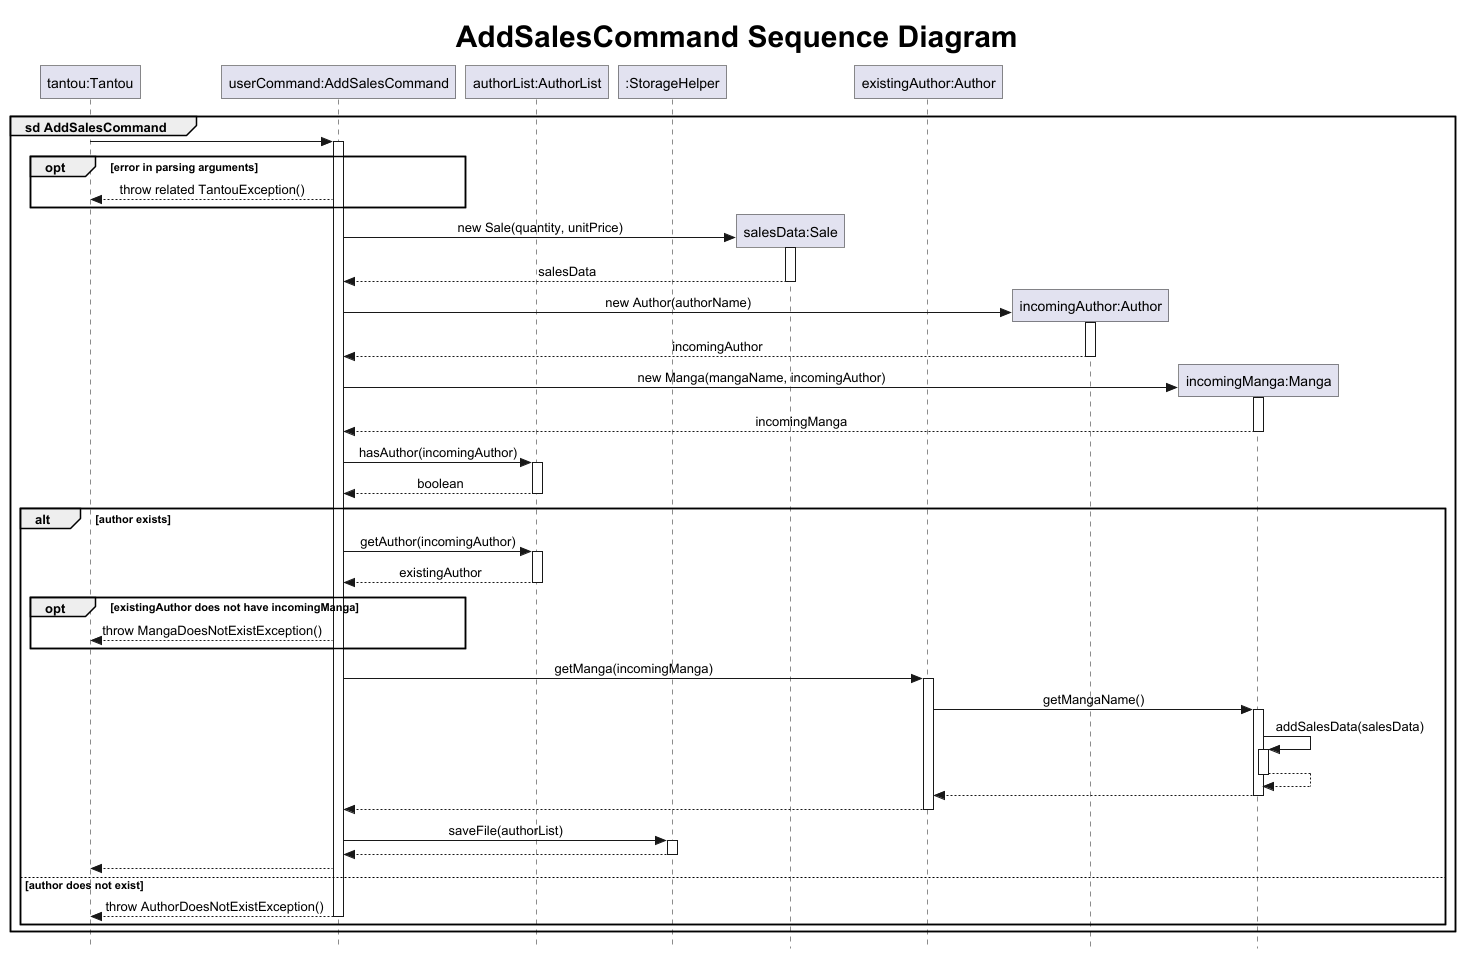 AddSalesCommand Sequence Diagram
tantou:Tantou
userCommand:AddSalesCommand
authorList:AuthorList
:StorageHelper
existingAuthor:Author
sd AddSalesCommand
opt
[error in parsing arguments]
throw related TantouException()
new Sale(quantity, unitPrice)
salesData:Sale
salesData
new Author(authorName)
incomingAuthor:Author
incomingAuthor
new Manga(mangaName, incomingAuthor)
incomingManga:Manga
incomingManga
hasAuthor(incomingAuthor)
boolean
alt
[author exists]
getAuthor(incomingAuthor)
existingAuthor
opt
[existingAuthor does not have incomingManga]
throw MangaDoesNotExistException()
getManga(incomingManga)
getMangaName()
addSalesData(salesData)
saveFile(authorList)
[author does not exist]
throw AuthorDoesNotExistException()